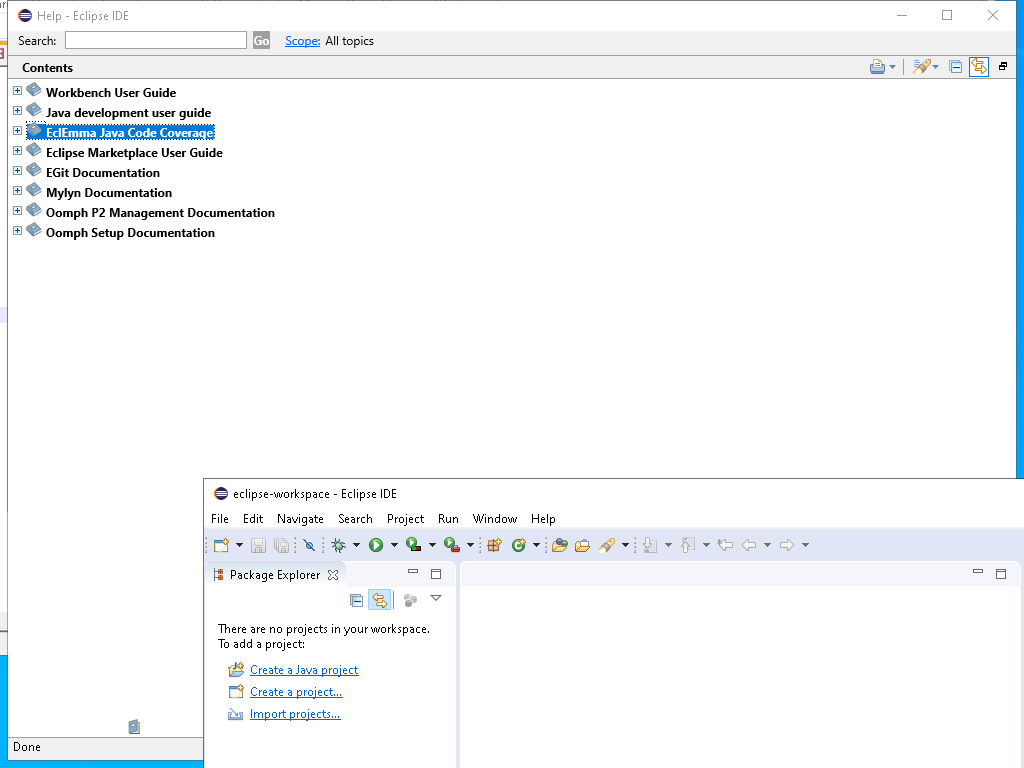 Help - Eclipse IDE
Search:
Go
Scope: All topics
Contents
Workbench User Guide
Java development user guide
EclEmma Java Code Coverage
Eclipse Marketplace User Guide
EGit Documentation
Mylyn Documentation
Oomph P2 Management Documentation
Oomph Setup Documentation
eclipse-workspace - Eclipse IDE
File Edit Navigate Search Project Run Window Help
Package Explorer
There are no projects in your workspace.
To add a project:
Create a Java project
Create a project...
Import projects...
Done